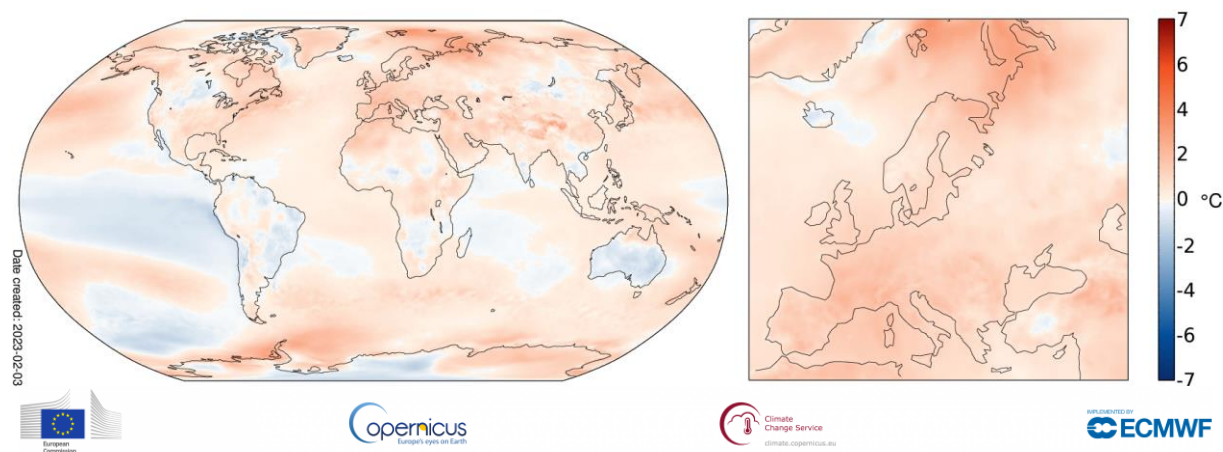 7
6
4
2
0
°C
-2
-4
-6
-7
Date created: 2023-02-03
European
Commission
opernicus
Europe's eyes on Earth
Climate
Change Service
climate.copernicus.eu
IMPLEMENTED BY
ECMWF